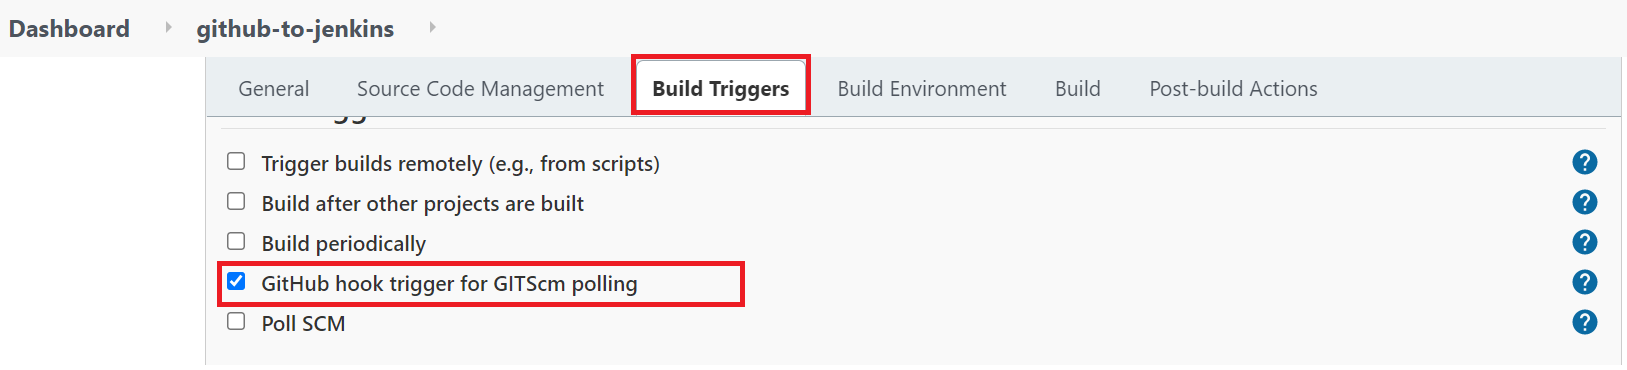 Dashboard github-to-jenkins
General Source Code Management Build Triggers Build Environment Build Post-build Actions
Trigger builds remotely (e.g., from scripts) ?
Build after other projects are built ?
Build periodically ?
GitHub hook trigger for GITScm polling ?
Poll SCM ?